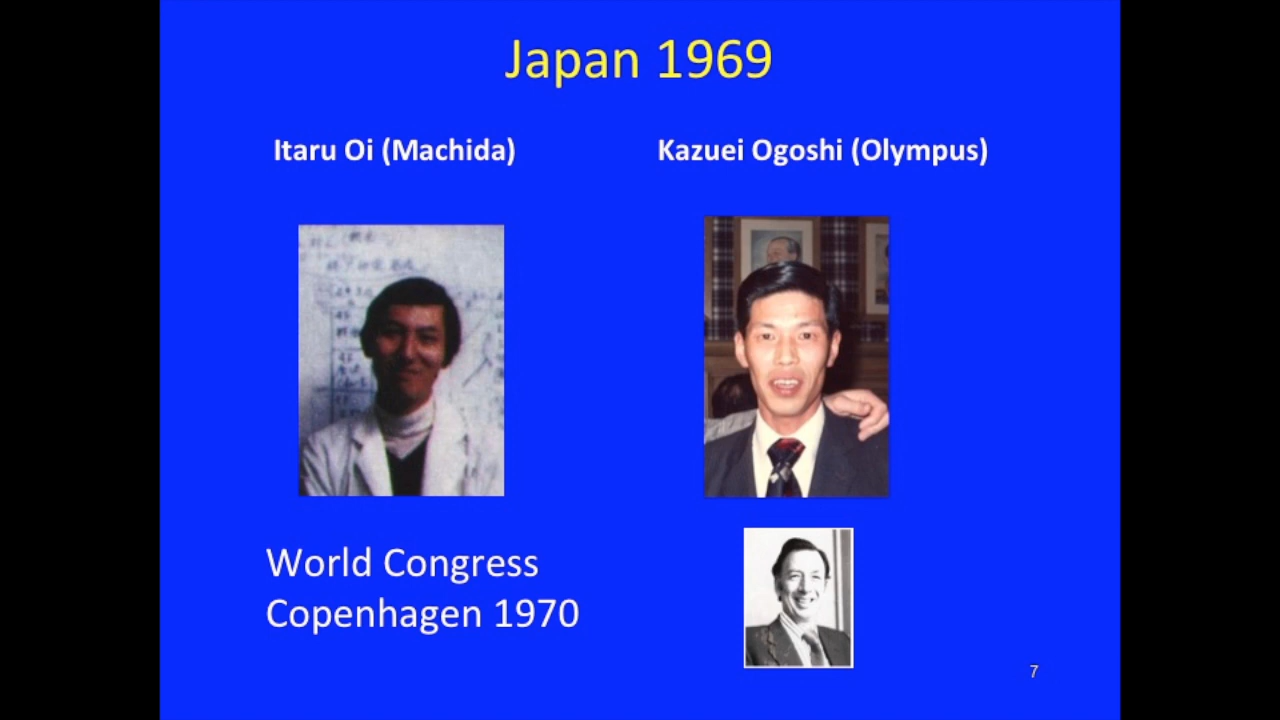 Japan 1969
Itaru Oi (Machida)
Kazuei Ogoshi (Olympus)
World Congress
Copenhagen 1970
7